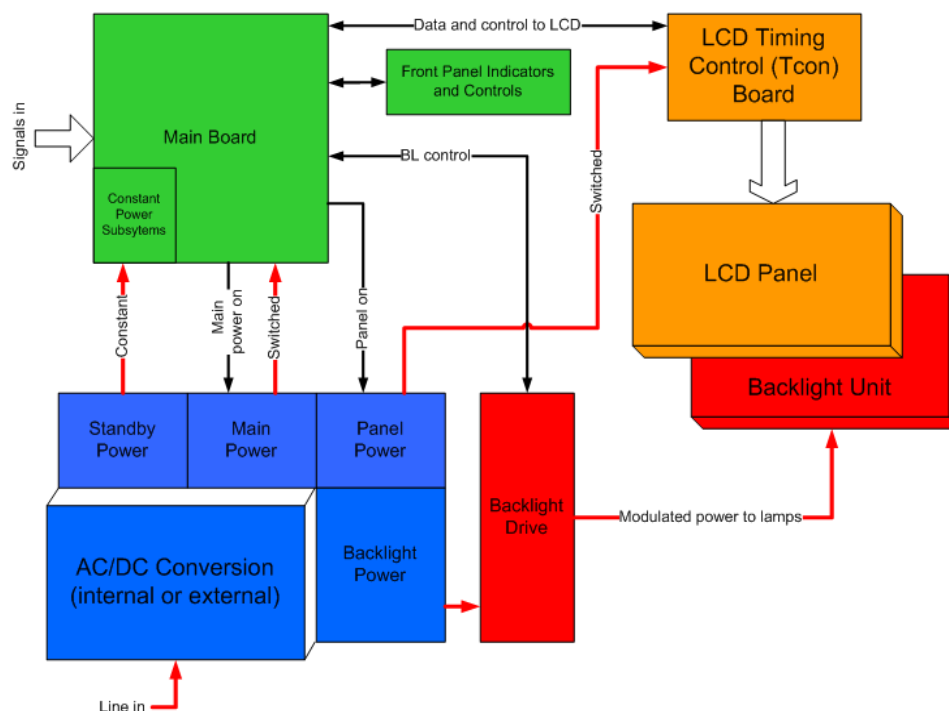 Data and control to LCD
LCD Timing
Control (Tcon)
Board
Front Panel Indicators
and Controls
Signals in
Main Board
BL control
Switched
Constant
Power
Subsytems
LCD Panel
Constant
Main
power on
Switched
Panel on
Backlight Unit
Standby
Power
Main
Power
Panel
Power
Backlight
Drive
Modulated power to lamps
AC/DC Conversion
(internal or external)
Backlight
Power
Line in